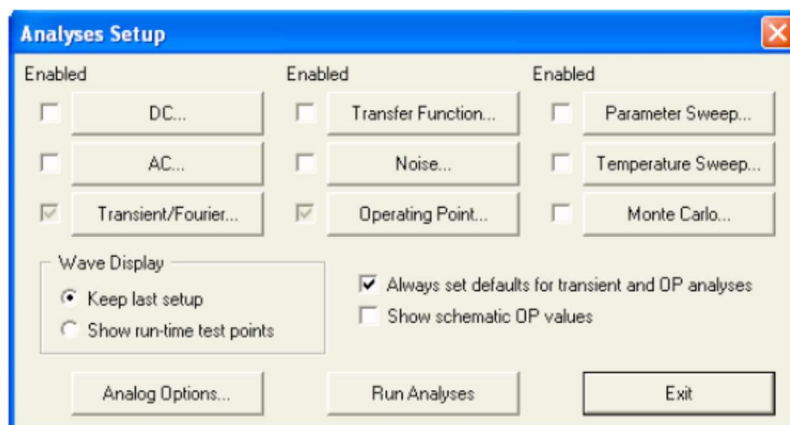 Analyses Setup
Enabled Enabled Enabled
DC... Transfer Function... Parameter Sweep...
AC... Noise... Temperature Sweep...
Transient/Fourier... Operating Point... Monte Carlo...
Wave Display
Keep last setup
Show run-time test points
Always set defaults for transient and OP analyses
Show schematic OP values
Analog Options... Run Analyses Exit